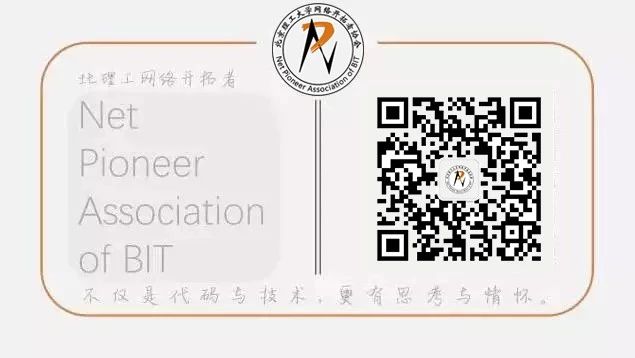 北京理工大学网络开拓者协会
Net Pioneer Association of BIT
北理工网络开拓者
Net
Pioneer
Association
of BIT
不仅是代码与技术，更有思考与情怀。